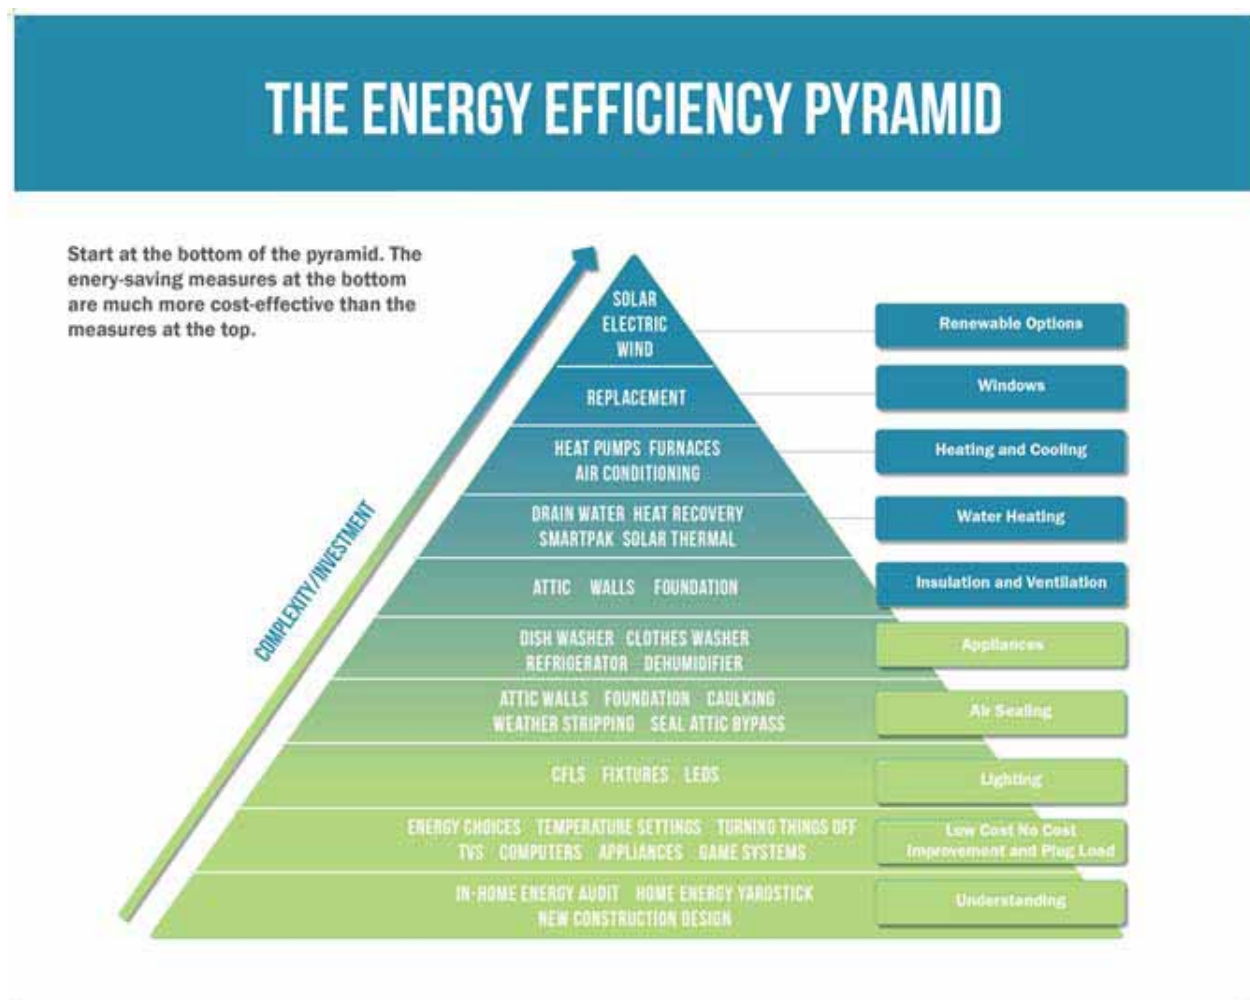 THE ENERGY EFFICIENCY PYRAMID
Start at the bottom of the pyramid. The
enery-saving measures at the bottom
are much more cost-effective than the
measures at the top.
COMPLEXITY/INVESTMENT
SOLAR
ELECTRIC
WIND
Renewable Options
REPLACEMENT
Windows
HEAT PUMPS FURNACES
AIR CONDITIONING
Heating and Cooling
DRAIN WATER HEAT RECOVERY
SMARTPAK SOLAR THERMAL
Water Heating
ATTIC WALLS FOUNDATION
Insulation and Ventilation
DISH WASHER CLOTHES WASHER
REFRIGERATOR DEHUMIDIFIER
Appliances
ATTIC WALLS FOUNDATION CAULKING
WEATHER STRIPPING SEAL ATTIC BYPASS
Air Sealing
CFLS FIXTURES LEDS
Lighting
ENERGY CHOICES TEMPERATURE SETTINGS TURNING THINGS OFF
TVS COMPUTERS APPLIANCES GAME SYSTEMS
Low Cost No Cost
Improvement and Plug Load
IN-HOME ENERGY AUDIT HOME ENERGY YARDSTICK
NEW CONSTRUCTION DESIGN
Understanding